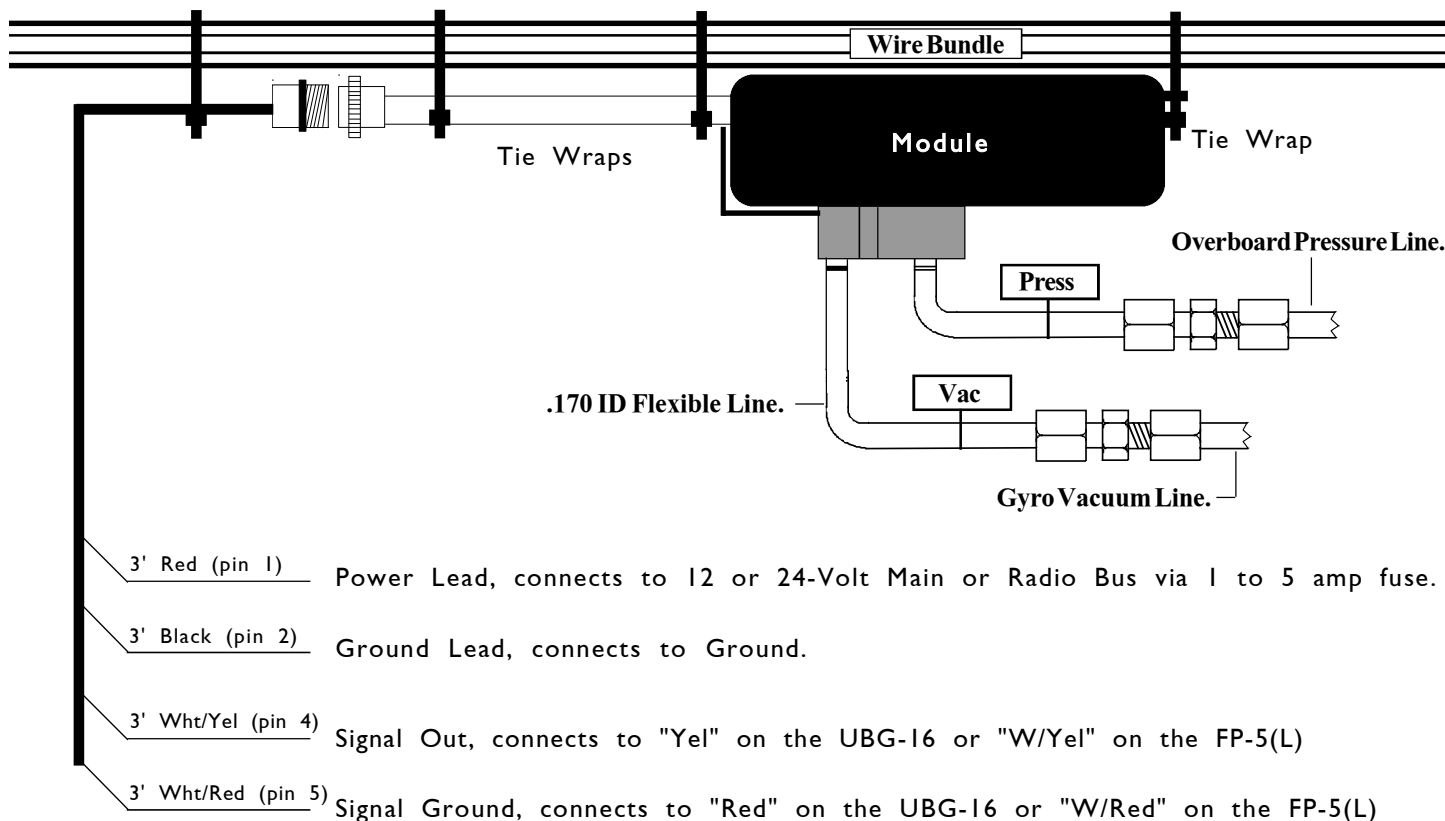 Wire Bundle
Module
Tie Wraps
Tie Wrap
Overboard Pressure Line.
Press
.170 ID Flexible Line.
Vac
Gyro Vacuum Line.
3' Red (pin 1)
Power Lead, connects to 12 or 24-Volt Main or Radio Bus via 1 to 5 amp fuse.
3' Black (pin 2)
Ground Lead, connects to Ground.
3' Wht/Yel (pin 4)
Signal Out, connects to "Yel" on the UBG-16 or "W/Yel" on the FP-5(L)
3' Wht/Red (pin 5)
Signal Ground, connects to "Red" on the UBG-16 or "W/Red" on the FP-5(L)